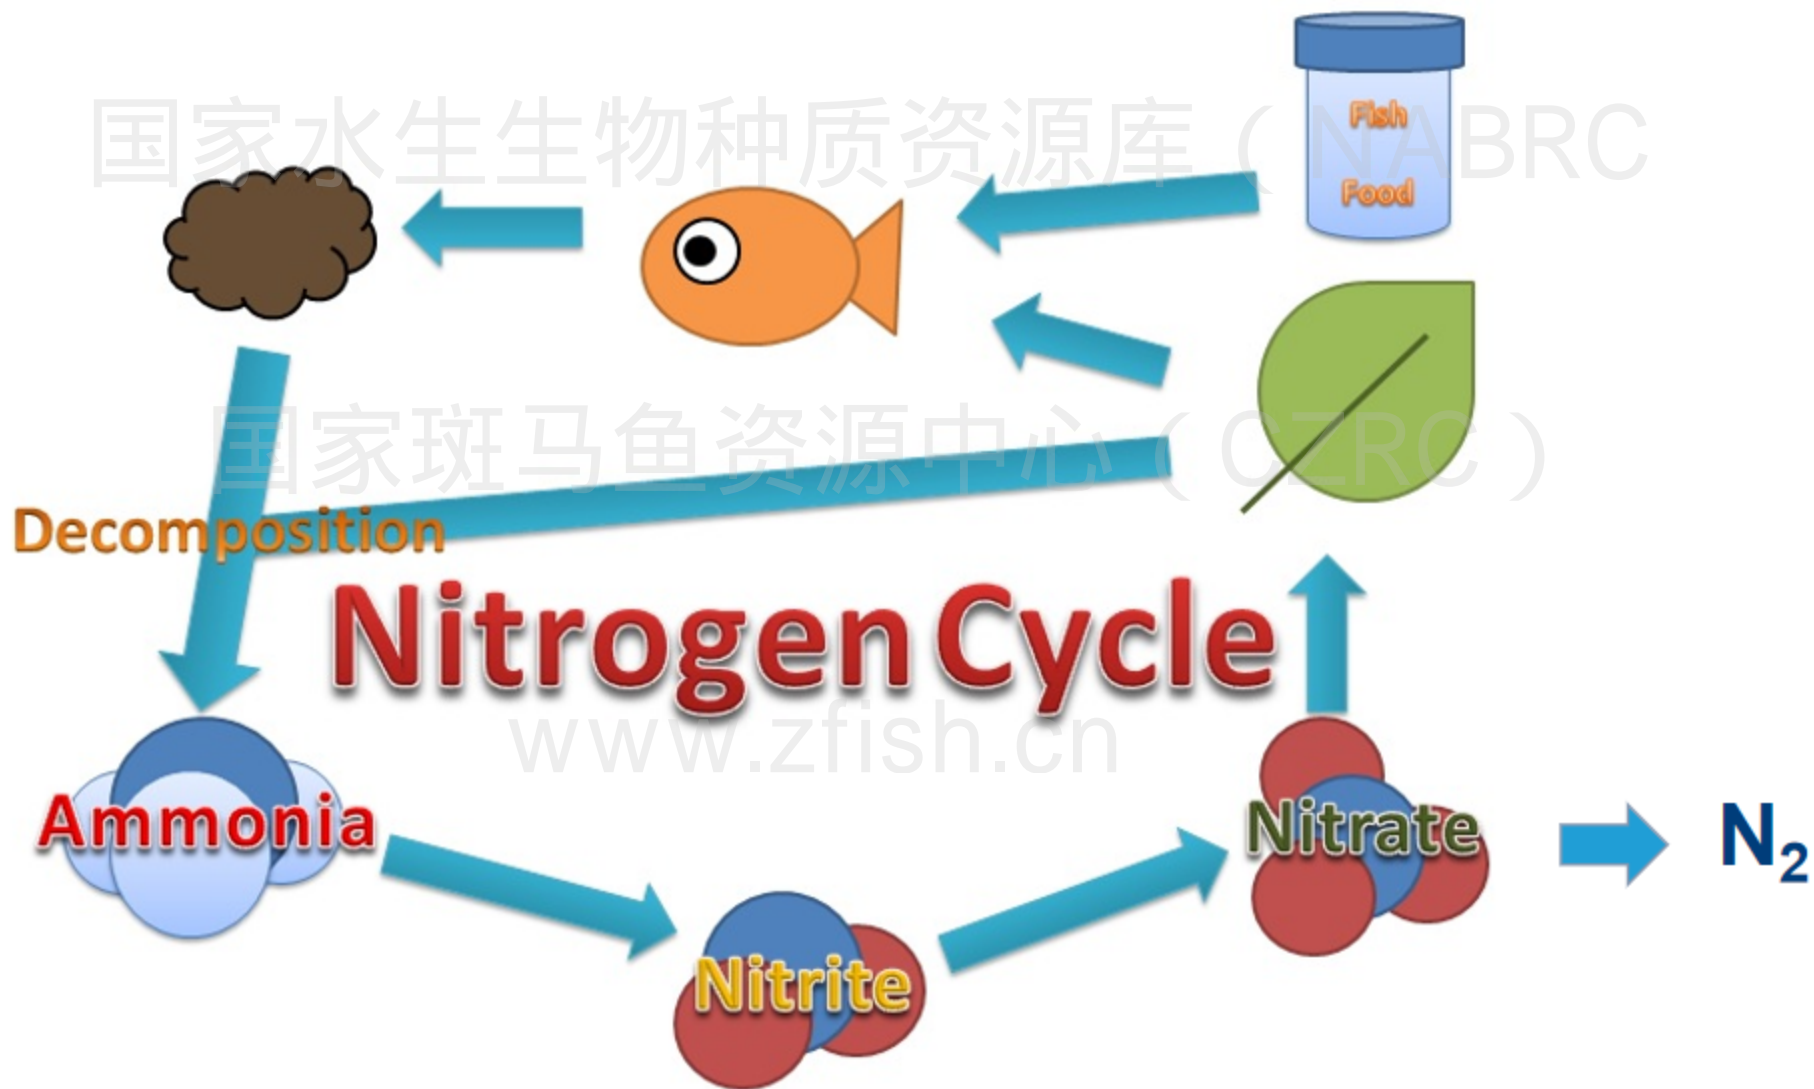 国家水生生物种质资源库（NABRC
Fish
Food
国家斑马鱼资源中心（CZRC）
Decomposition
Nitrogen Cycle
www.zfish.cn
Ammonia
Nitrate
N₂
Nitrite